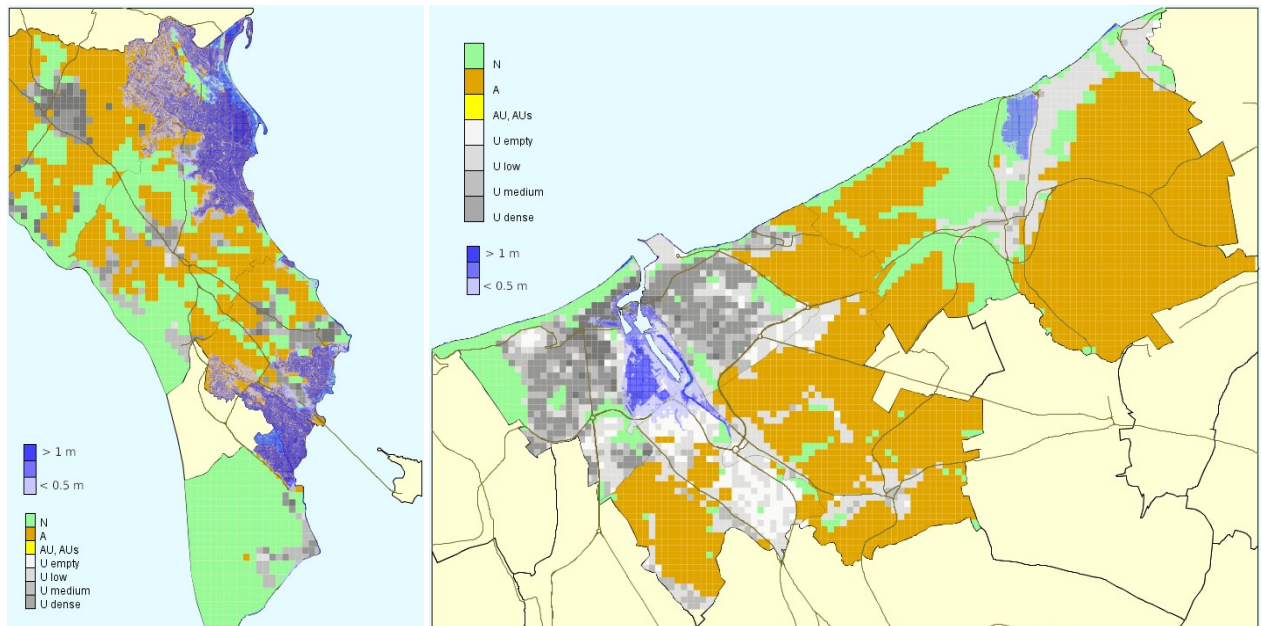 > 1 m
< 0.5 m
N
A
AU, AUs
U empty
U low
U medium
U dense
N
A
AU, AUs
U empty
U low
U medium
U dense
> 1 m
< 0.5 m